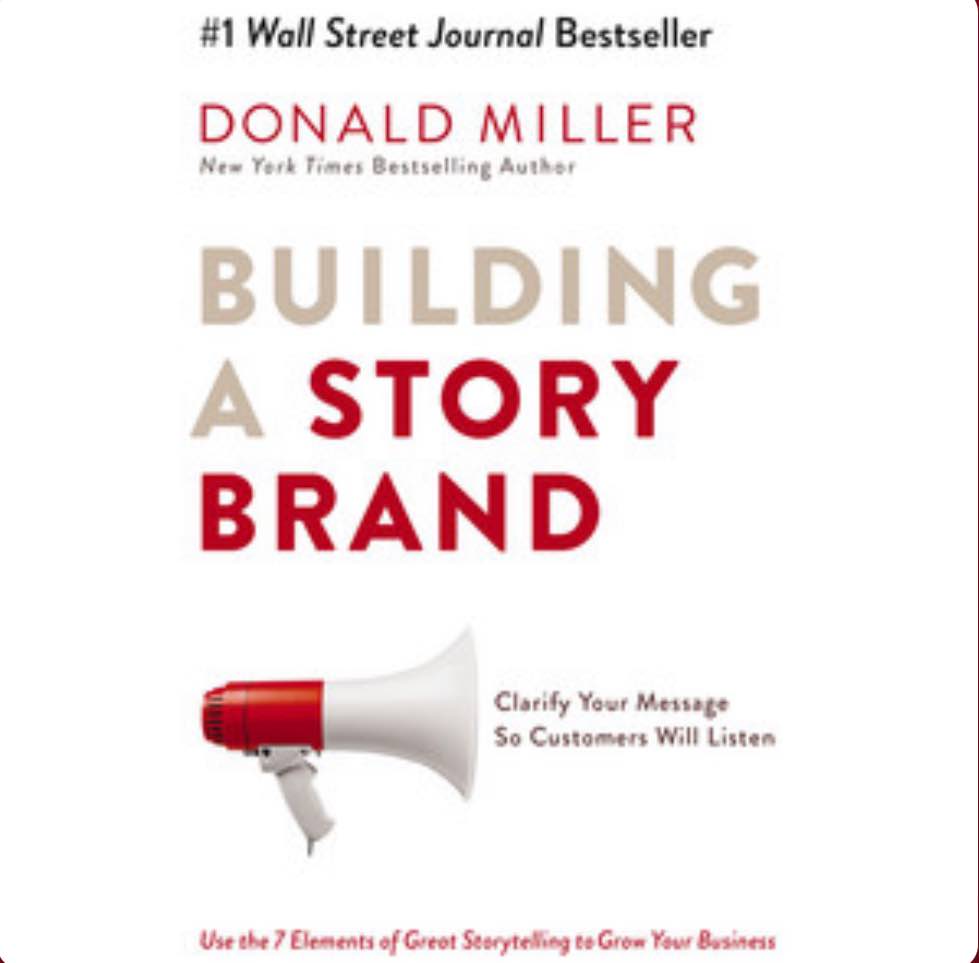 #1 Wall Street Journal Bestseller
DONALD MILLER
New York Times Bestselling Author
BUILDING
A STORY
BRAND
Clarify Your Message
So Customers Will Listen
Use the 7 Elements of Great Storytelling to Grow Your Business